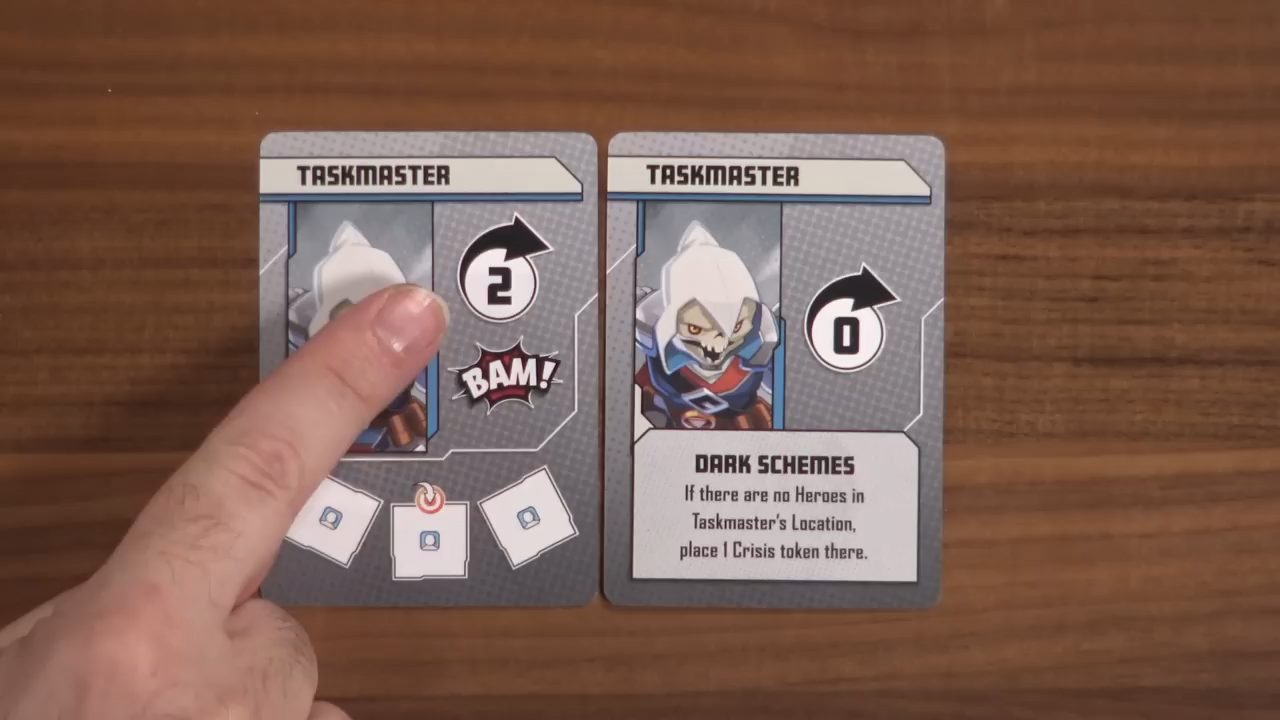 TASKMASTER
2
BAM!
TASKMASTER
0
DARK SCHEMES
If there are no Heroes in
Taskmaster's Location,
place 1 Crisis token there.